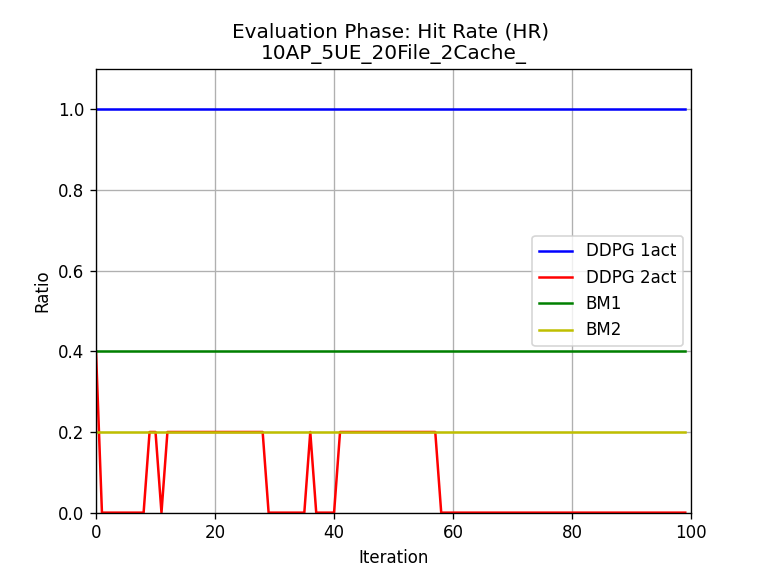 Evaluation Phase: Hit Rate (HR)
10AP_5UE_20File_2Cache_
1.0
0.8
0.6
0.4
0.2
0.0
Ratio
DDPG 1act
DDPG 2act
BM1
BM2
0 20 40 60 80 100
Iteration